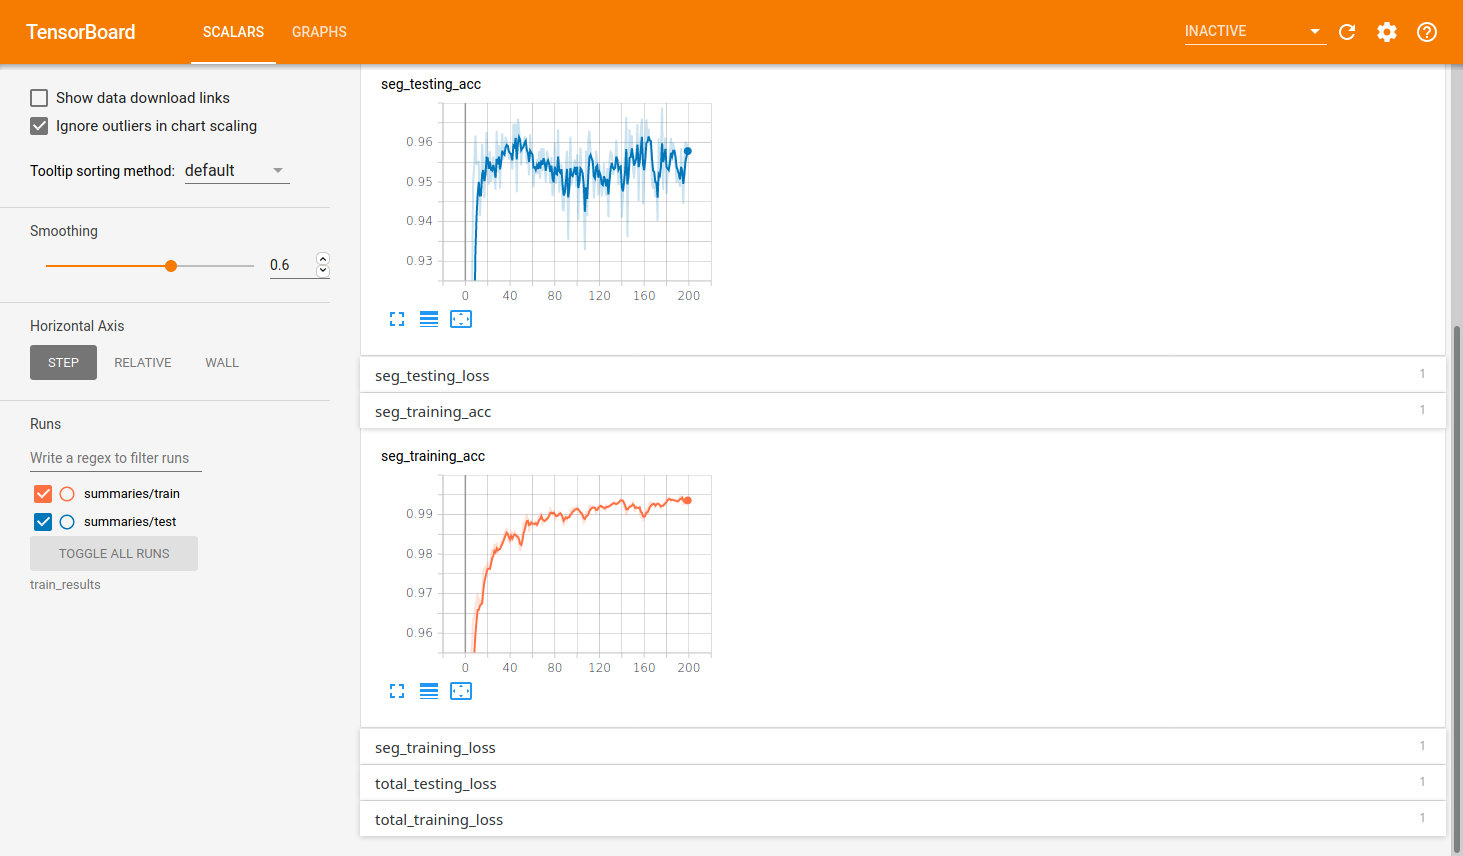 TensorBoard
SCALARS
GRAPHS
INACTIVE
Show data download links
Ignore outliers in chart scaling
Tooltip sorting method:
default
Smoothing
0.6
Horizontal Axis
STEP
RELATIVE
WALL
Runs
Write a regex to filter runs
summaries/train
summaries/test
TOGGLE ALL RUNS
train_results
seg_testing_acc
0.96
0.95
0.94
0.93
0 40 80 120 160 200
seg_testing_loss 1
seg_training_acc 1
seg_training_acc
0.99
0.98
0.97
0.96
0 40 80 120 160 200
seg_training_loss 1
total_testing_loss 1
total_training_loss 1